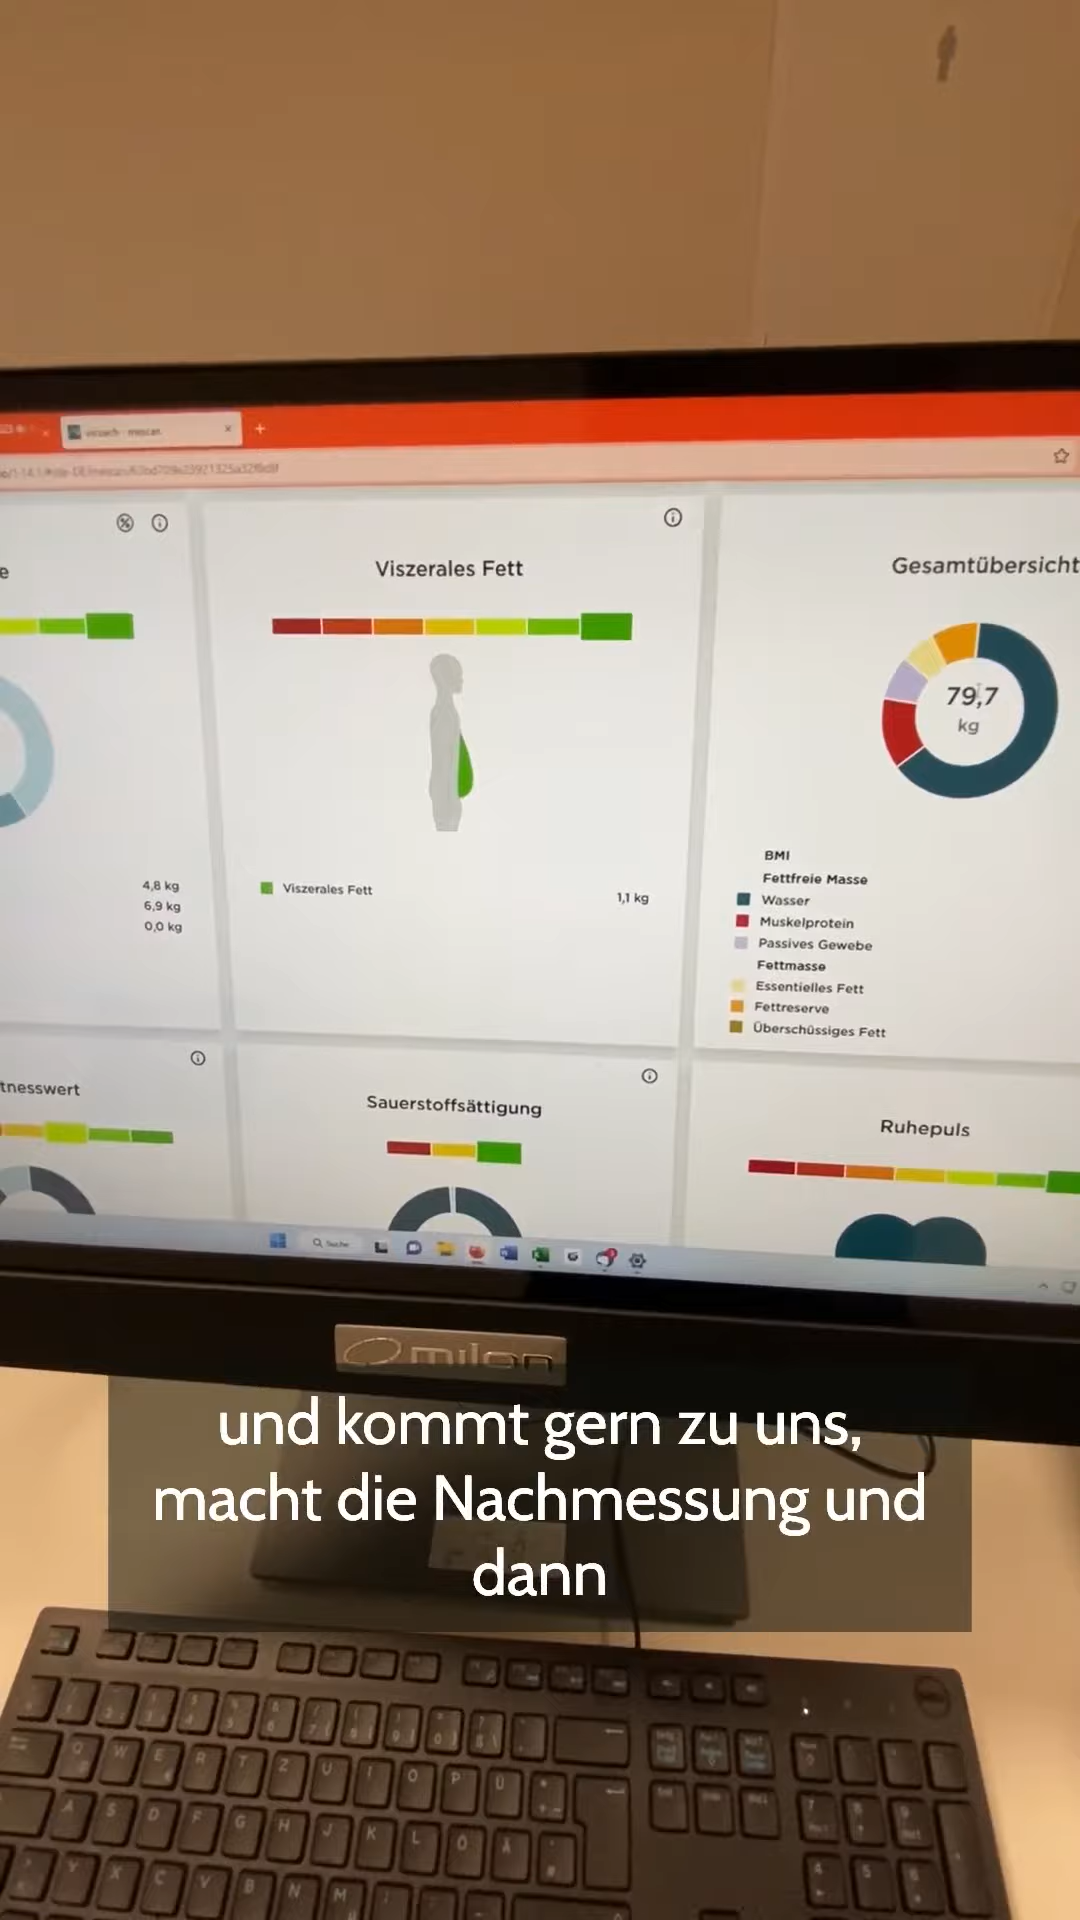 Viszerales Fett
Gesamtübersicht
79,7
kg
4,8 kg
6,9 kg
0,0 kg
Viszerales Fett
1,1 kg
BMI
Fettfreie Masse
Wasser
Muskelprotein
Passives Gewebe
Fettmasse
Essentielles Fett
Fettreserve
Überschüssiges Fett
tnesswert
Sauerstoffsättigung
Ruhepuls
Suche
milon
und kommt gern zu uns,
macht die Nachmessung und
dann
Q W E R T Z U I O P Ü
A S D F G H J K L Ö Ä
Y X C V B N M